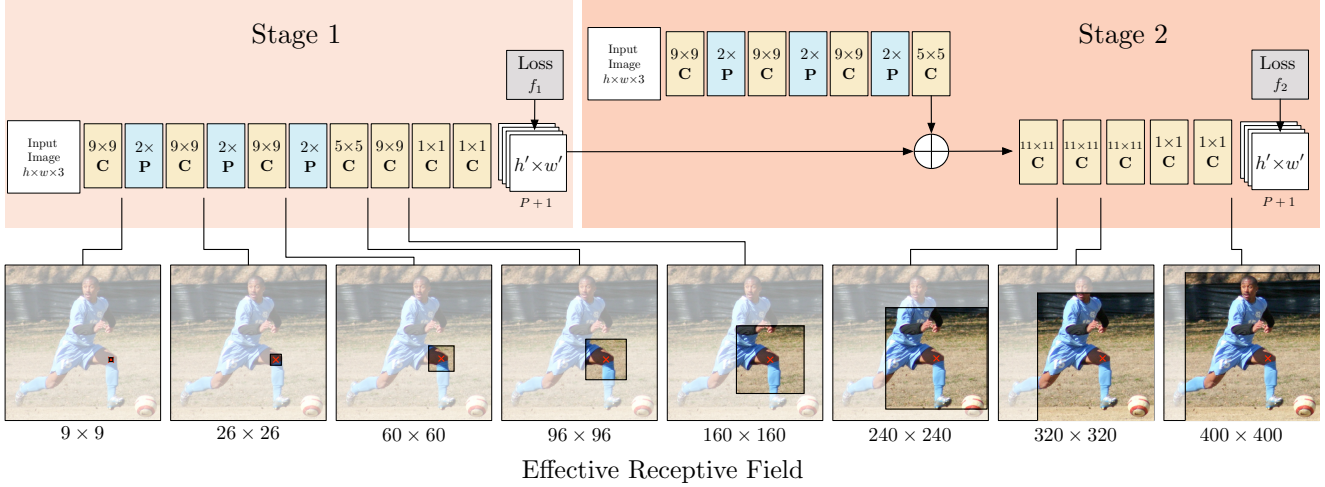 Stage 1
Loss
f₁
Input
Image
h×w×3
9×9
C
2×
P
9×9
C
2×
P
9×9
C
2×
P
5×5
C
9×9
C
1×1
C
1×1
C
h′×w′
P + 1
Stage 2
Input
Image
h×w×3
9×9
C
2×
P
9×9
C
2×
P
9×9
C
2×
P
5×5
C
Loss
f₂
11×11
C
11×11
C
11×11
C
1×1
C
1×1
C
h′×w′
P + 1
9 × 9
26 × 26
60 × 60
96 × 96
160 × 160
240 × 240
320 × 320
400 × 400
Effective Receptive Field